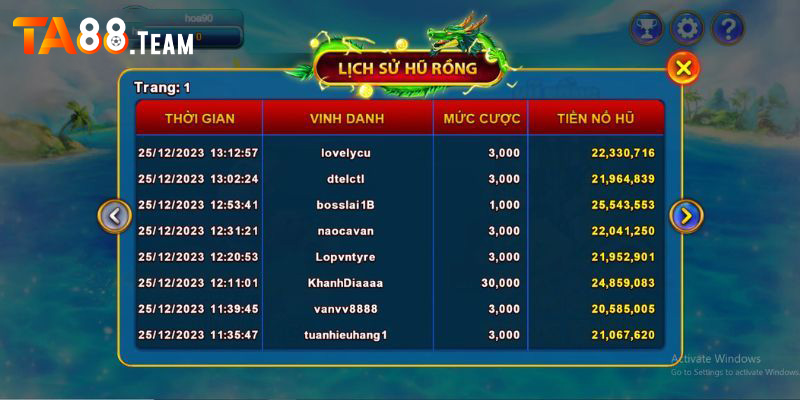 TA88.TEAM
hoa90
0
LỊCH SỬ HŨ RỒNG
Trang: 1
THỜI GIAN VINH DANH MỨC CƯỢC TIỀN NỔ HŨ
25/12/2023 13:12:57 lovelycu 3,000 22,330,716
25/12/2023 13:02:24 dtelctl 3,000 21,964,839
25/12/2023 12:53:41 bosslai1B 1,000 25,543,553
25/12/2023 12:31:21 naocavan 3,000 22,041,250
25/12/2023 12:20:53 Lopvntyre 3,000 21,952,901
25/12/2023 12:11:01 KhanhDiaaaa 30,000 24,859,083
25/12/2023 11:39:45 vanvv8888 3,000 20,585,005
25/12/2023 11:35:47 tuanhieuhang1 3,000 21,067,620
Activate Windows
Go to Settings to activate Windows.